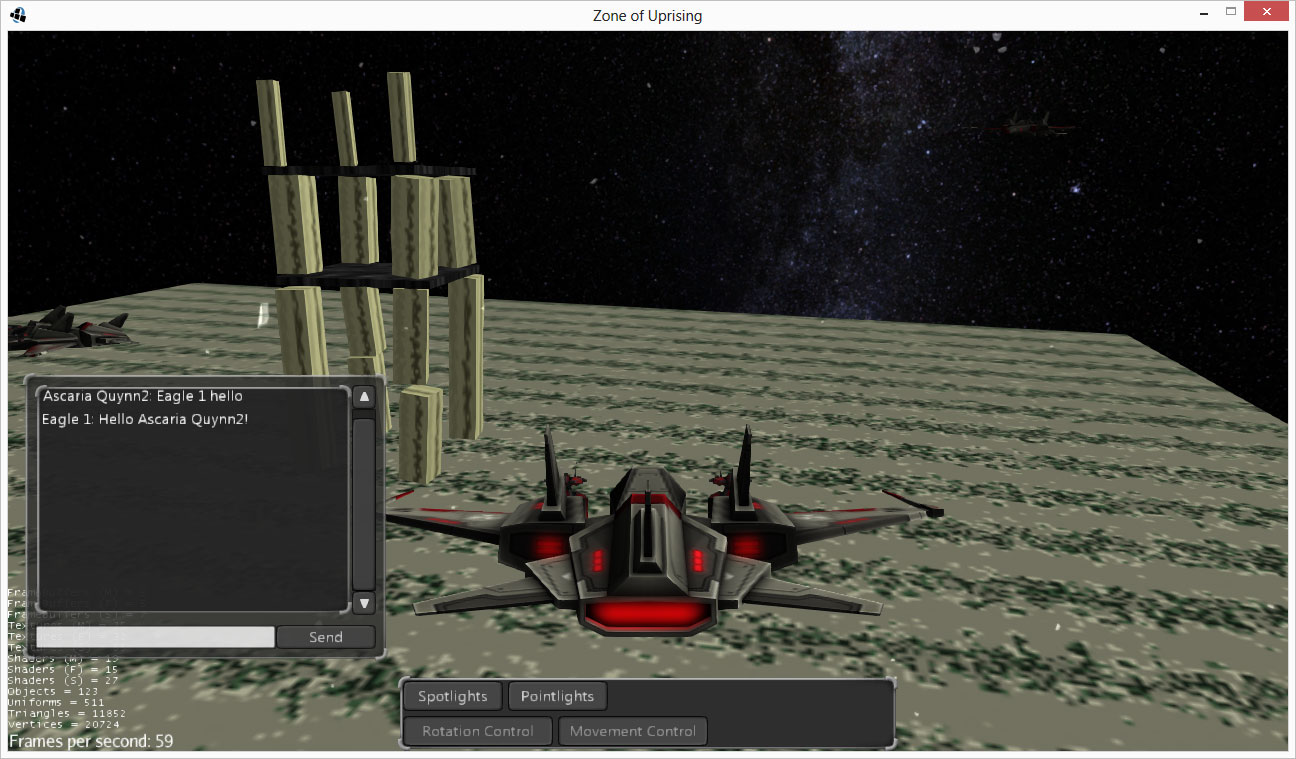 Zone of Uprising
Ascaria Quynn2: Eagle 1 hello
Eagle 1: Hello Ascaria Quynn2!
Send
Shaders (F) = 15
Shaders (S) = 27
Objects = 123
Uniforms = 511
Triangles = 11852
Vertices = 20724
Frames per second: 59
Spotlights
Pointlights
Rotation Control
Movement Control